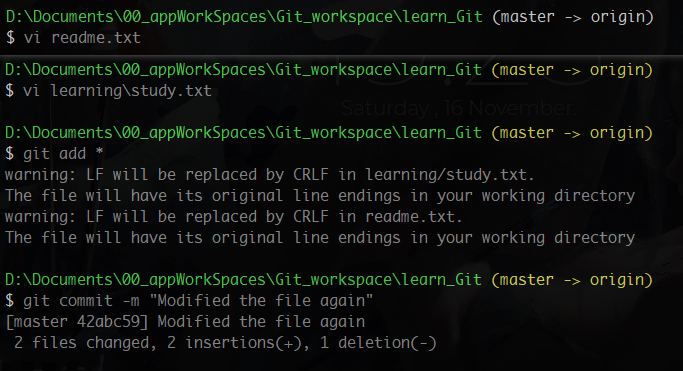 D:\Documents\00_appWorkSpaces\Git_workspace\learn_Git (master -> origin)
$ vi readme.txt
D:\Documents\00_appWorkSpaces\Git_workspace\learn_Git (master -> origin)
$ vi learning\study.txt
Saturday., 16 November.
D:\Documents\00_appWorkSpaces\Git_workspace\learn_Git (master -> origin)
$ git add *
warning: LF will be replaced by CRLF in learning/study.txt.
The file will have its original line endings in your working directory
warning: LF will be replaced by CRLF in readme.txt.
The file will have its original line endings in your working directory
D:\Documents\00_appWorkSpaces\Git_workspace\learn_Git (master -> origin)
$ git commit -m "Modified the file again"
[master 42abc59] Modified the file again
2 files changed, 2 insertions(+), 1 deletion(-)